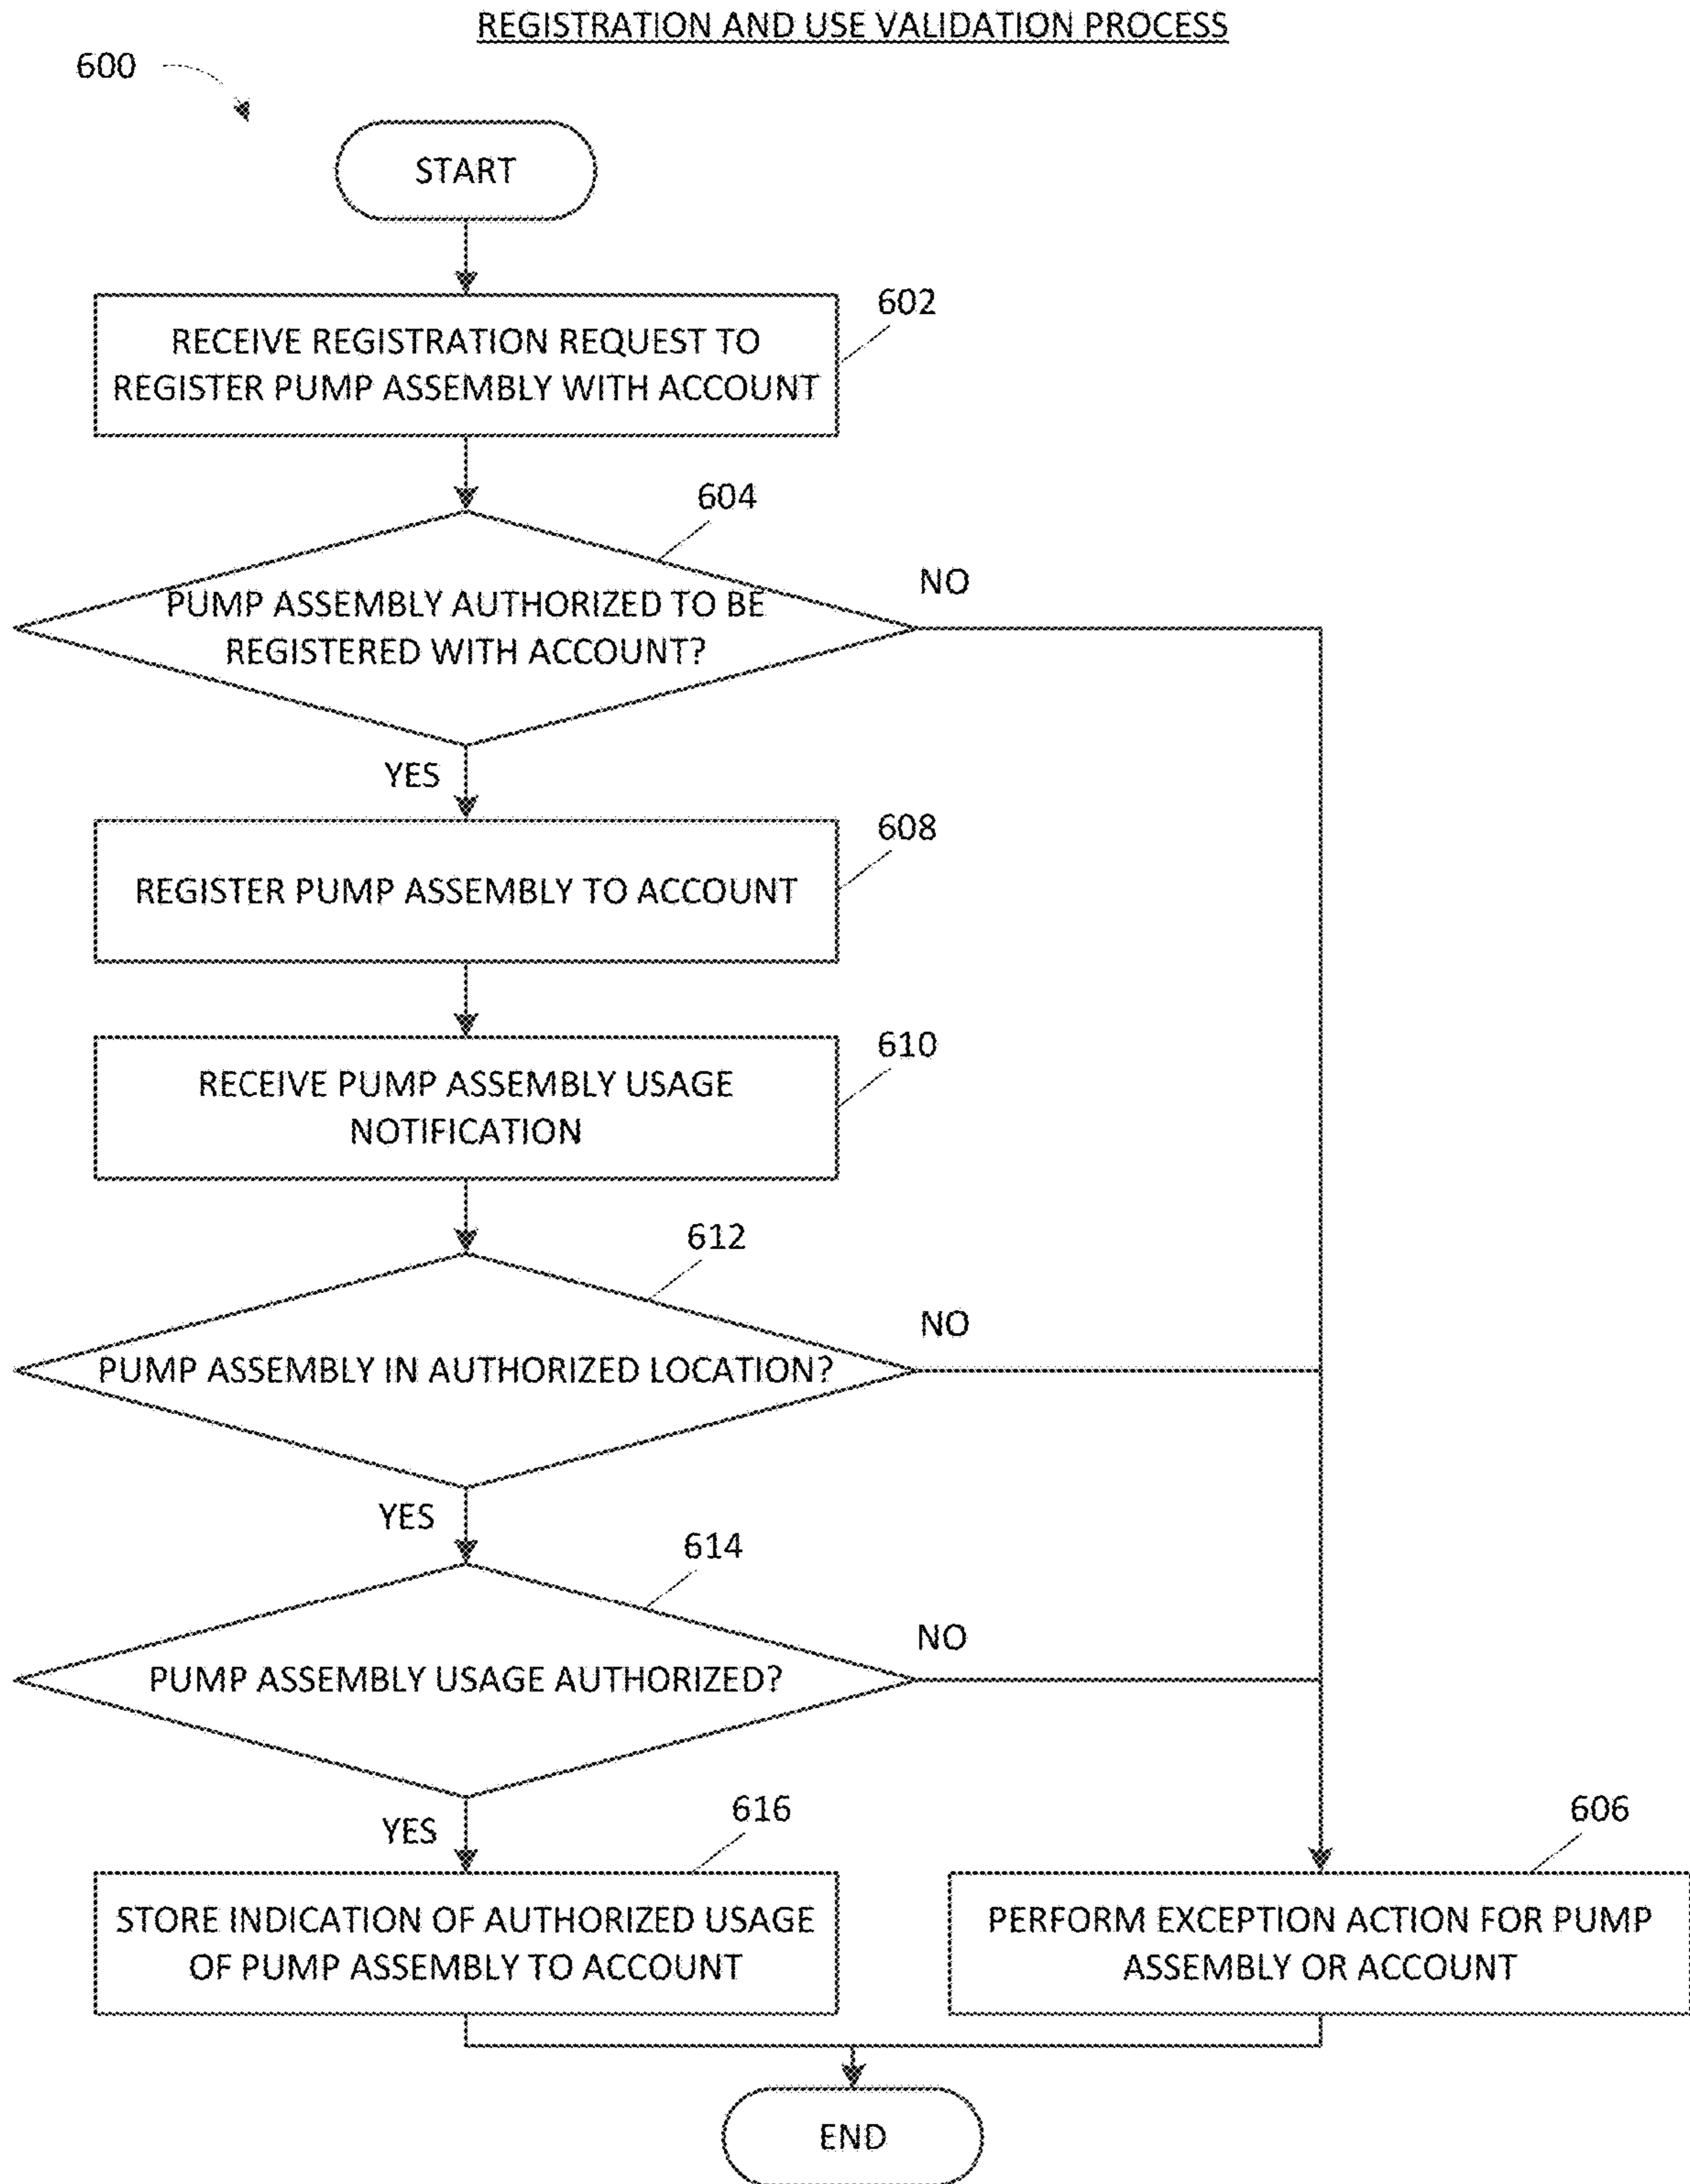 REGISTRATION AND USE VALIDATION PROCESS
600
START
602
RECEIVE REGISTRATION REQUEST TO
REGISTER PUMP ASSEMBLY WITH ACCOUNT
604
NO
PUMP ASSEMBLY AUTHORIZED TO BE
REGISTERED WITH ACCOUNT?
YES
608
REGISTER PUMP ASSEMBLY TO ACCOUNT
610
RECEIVE PUMP ASSEMBLY USAGE
NOTIFICATION
612
NO
PUMP ASSEMBLY IN AUTHORIZED LOCATION?
YES
614
NO
PUMP ASSEMBLY USAGE AUTHORIZED?
YES
616
606
STORE INDICATION OF AUTHORIZED USAGE
OF PUMP ASSEMBLY TO ACCOUNT
PERFORM EXCEPTION ACTION FOR PUMP
ASSEMBLY OR ACCOUNT
END